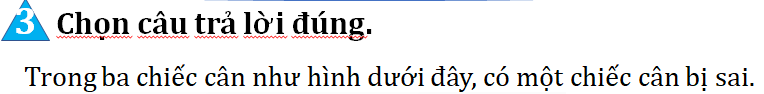 3 Chọn câu trả lời đúng.
Trong ba chiếc cân như hình dưới đây, có một chiếc cân bị sai.